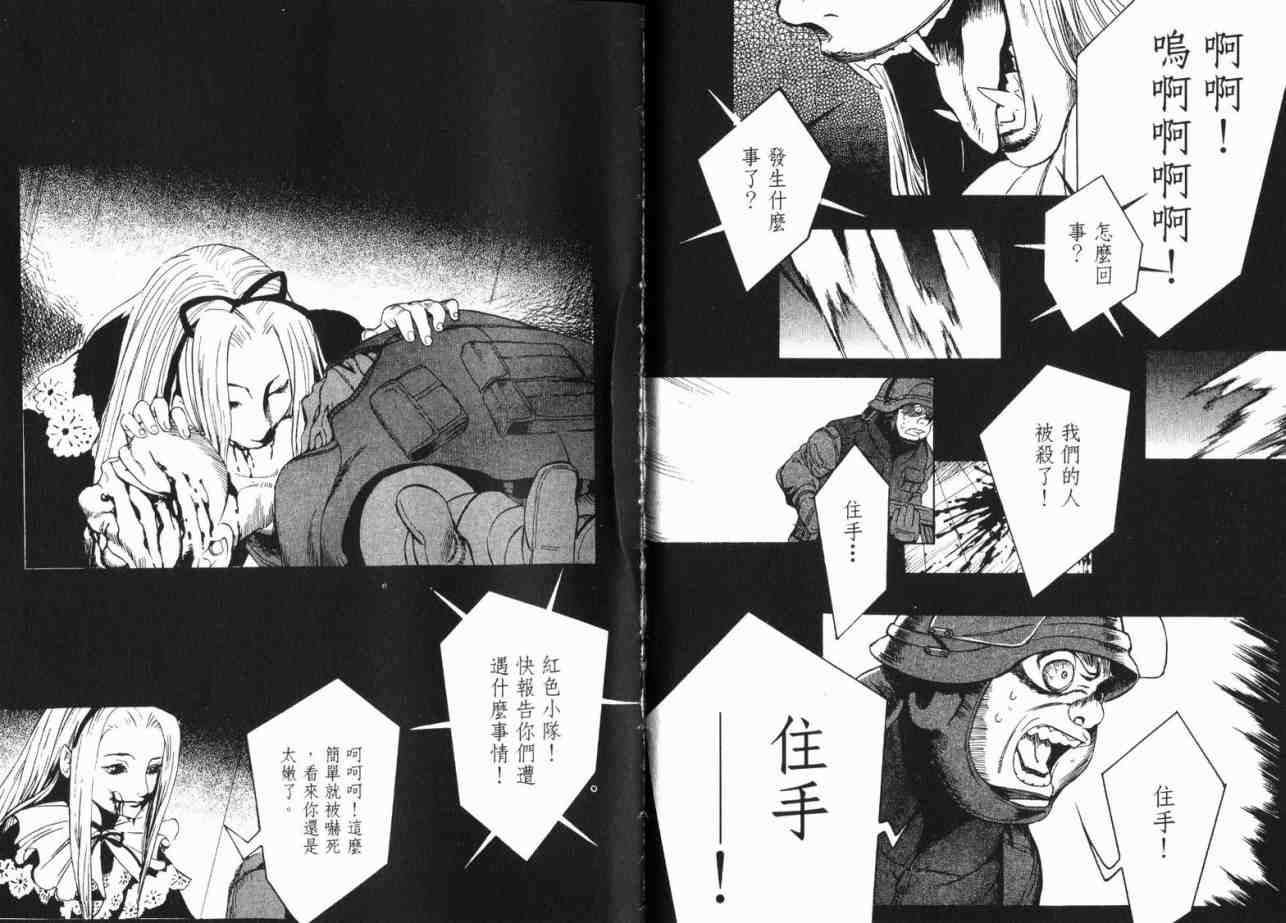 啊啊！
嗚啊啊啊啊！
怎麼回
事？
發生什麼
事了？
我們的人
被殺了！
住手…
住手！
住手
——！
紅色小隊！
快報告你們遭
遇什麼事情！
呵呵呵！這麼
簡單就被嚇死
，看來你還是
太嫩了。